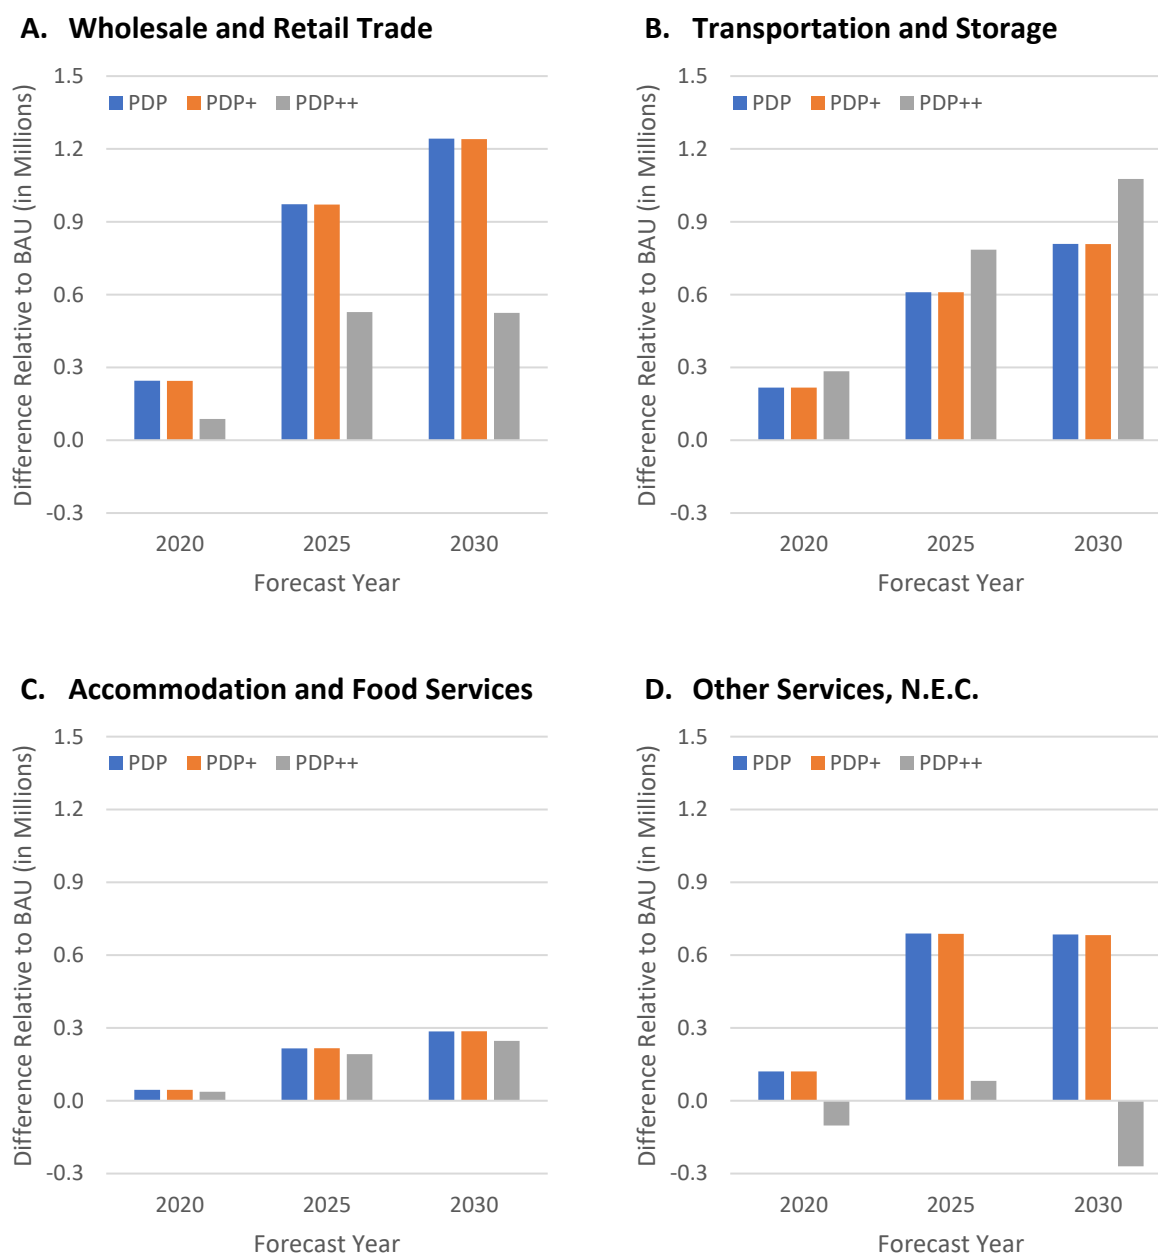 A. Wholesale and Retail Trade
Difference Relative to BAU (in Millions)
1.5
1.2
0.9
0.6
0.3
0.0
-0.3
PDP PDP+ PDP++
2020 2025 2030
Forecast Year
B. Transportation and Storage
Difference Relative to BAU (in Millions)
1.5
1.2
0.9
0.6
0.3
0.0
-0.3
PDP PDP+ PDP++
2020 2025 2030
Forecast Year
C. Accommodation and Food Services
Difference Relative to BAU (in Millions)
1.5
1.2
0.9
0.6
0.3
0.0
-0.3
PDP PDP+ PDP++
2020 2025 2030
Forecast Year
D. Other Services, N.E.C.
Difference Relative to BAU (in Millions)
1.5
1.2
0.9
0.6
0.3
0.0
-0.3
PDP PDP+ PDP++
2020 2025 2030
Forecast Year